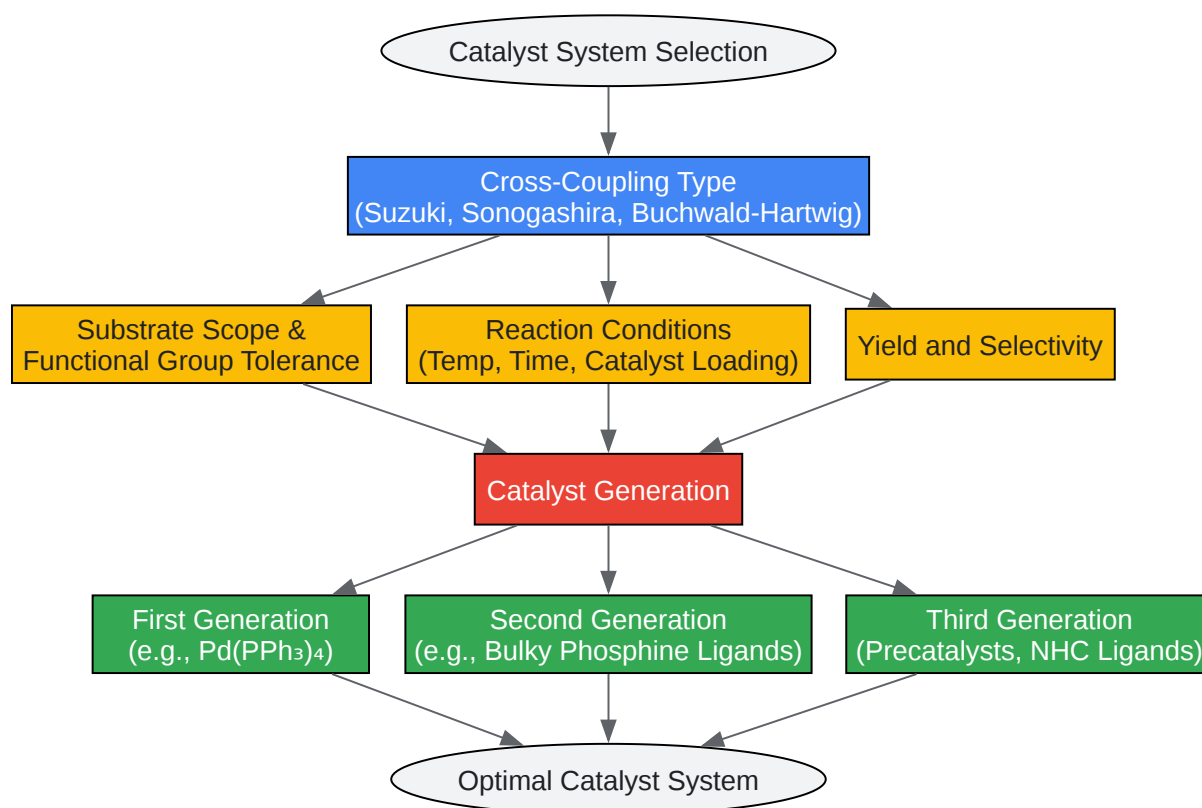 Catalyst System Selection
Cross-Coupling Type
(Suzuki, Sonogashira, Buchwald-Hartwig)
Substrate Scope &
Functional Group Tolerance
Reaction Conditions
(Temp, Time, Catalyst Loading)
Yield and Selectivity
Catalyst Generation
First Generation
(e.g., Pd(PPh₃)₄)
Second Generation
(e.g., Bulky Phosphine Ligands)
Third Generation
(Precatalysts, NHC Ligands)
Optimal Catalyst System